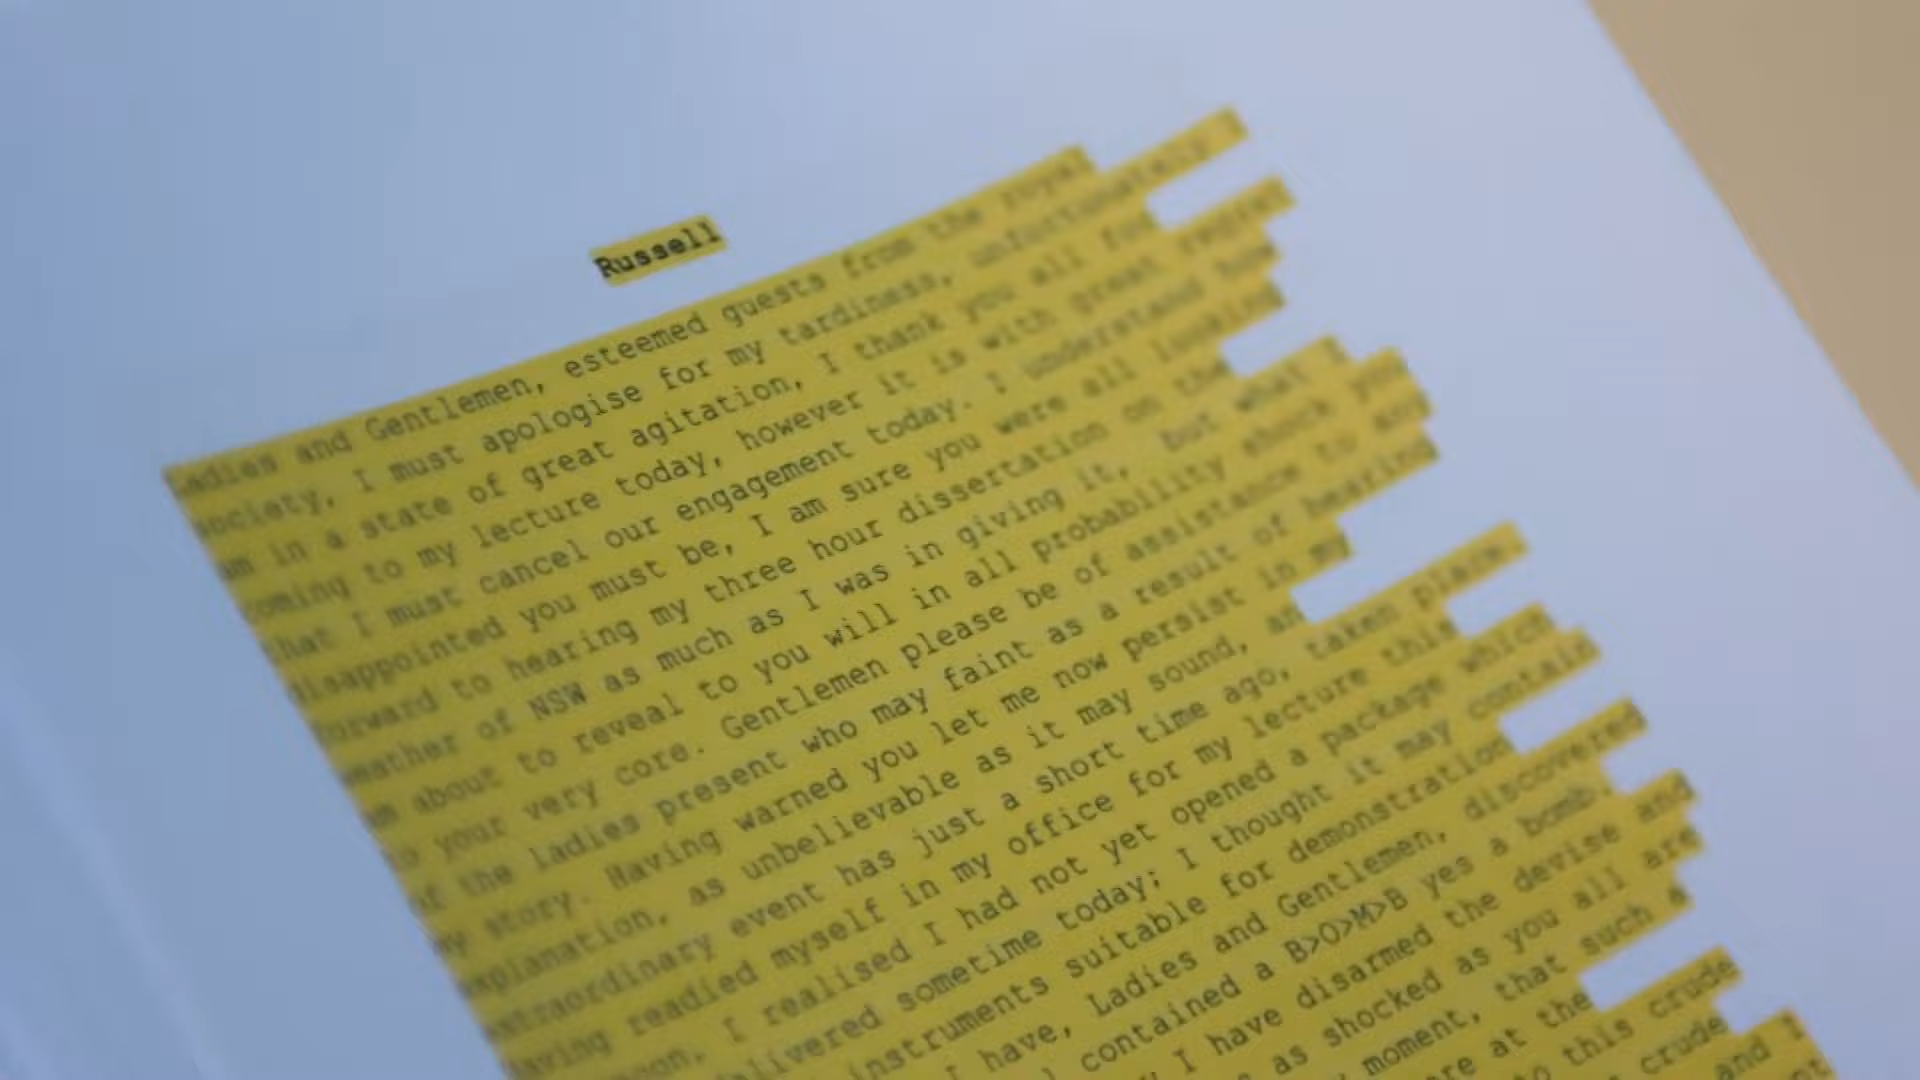 Russell
Ladies and Gentlemen, esteemed guests from the royal
society, I must apologise for my tardiness, unfortunately I
am in a state of great agitation, I thank you all for
coming to my lecture today, however it is with great regret
that I must cancel our engagement today. I understand how
disappointed you must be, I am sure you were all looking
forward to hearing my three hour dissertation on the
weather of NSW as much as I was in giving it, but what I
am about to reveal to you will in all probability shock you
to your very core. Gentlemen please be of assistance to any
of the ladies present who may faint as a result of hearing
my story. Having warned you let me now persist in my
explanation, as unbelievable as it may sound, an
extraordinary event has just a short time ago, taken place.
Having readied myself in my office for my lecture this
noon, I realised I had not yet opened a package which
delivered sometime today; I thought it may contain
instruments suitable for demonstration
I have, Ladies and Gentlemen, discovered
contained a B>O>M>B yes a bomb,
I have disarmed the devise and
as shocked as you all are
moment, that such a
at the
to this crude
crude
and I